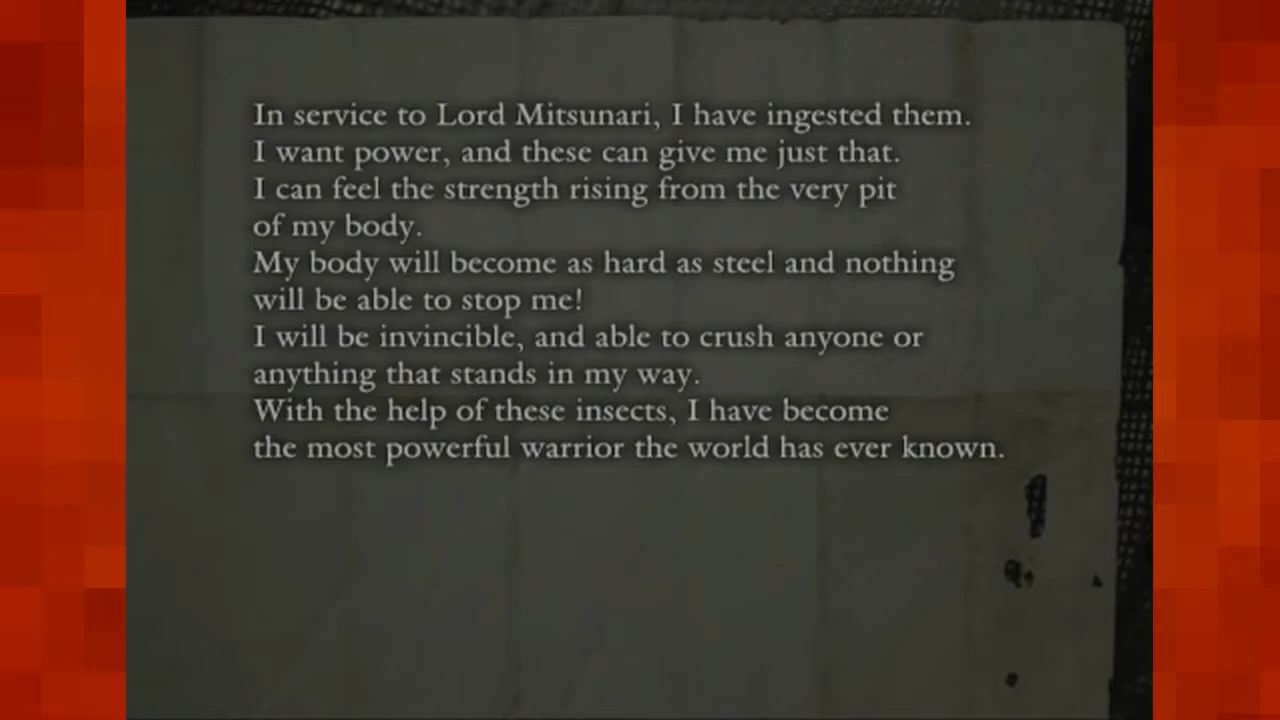 In service to Lord Mitsunari, I have ingested them.
I want power, and these can give me just that.
I can feel the strength rising from the very pit
of my body.
My body will become as hard as steel and nothing
will be able to stop me!
I will be invincible, and able to crush anyone or
anything that stands in my way.
With the help of these insects, I have become
the most powerful warrior the world has ever known.